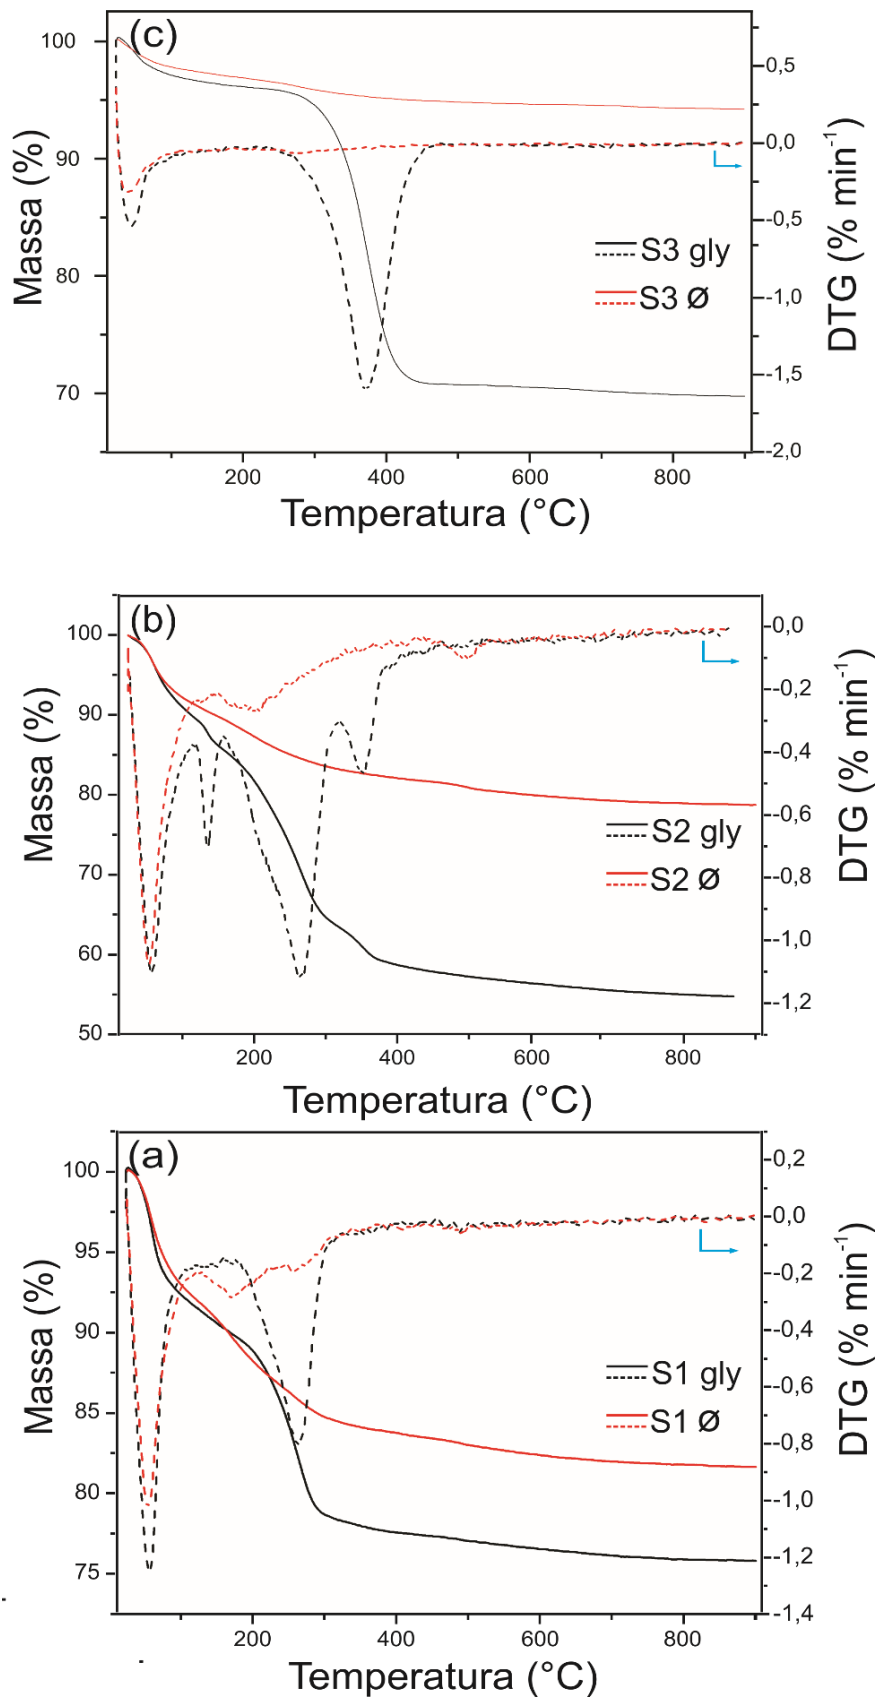 (c)
100
90
80
70
Massa (%)
0,5
0,0
-0,5
-1,0
-1,5
-2,0
DTG (% min⁻¹)
S3 gly
S3 Ø
200
400
600
800
Temperatura (°C)
(b)
100
90
80
70
60
50
Massa (%)
0,0
-0,2
-0,4
-0,6
-0,8
-1,0
-1,2
DTG (% min⁻¹)
S2 gly
S2 Ø
200
400
600
800
Temperatura (°C)
(a)
100
95
90
85
80
75
Massa (%)
0,2
0,0
-0,2
-0,4
-0,6
-0,8
-1,0
-1,2
-1,4
DTG (% min⁻¹)
S1 gly
S1 Ø
200
400
600
800
Temperatura (°C)